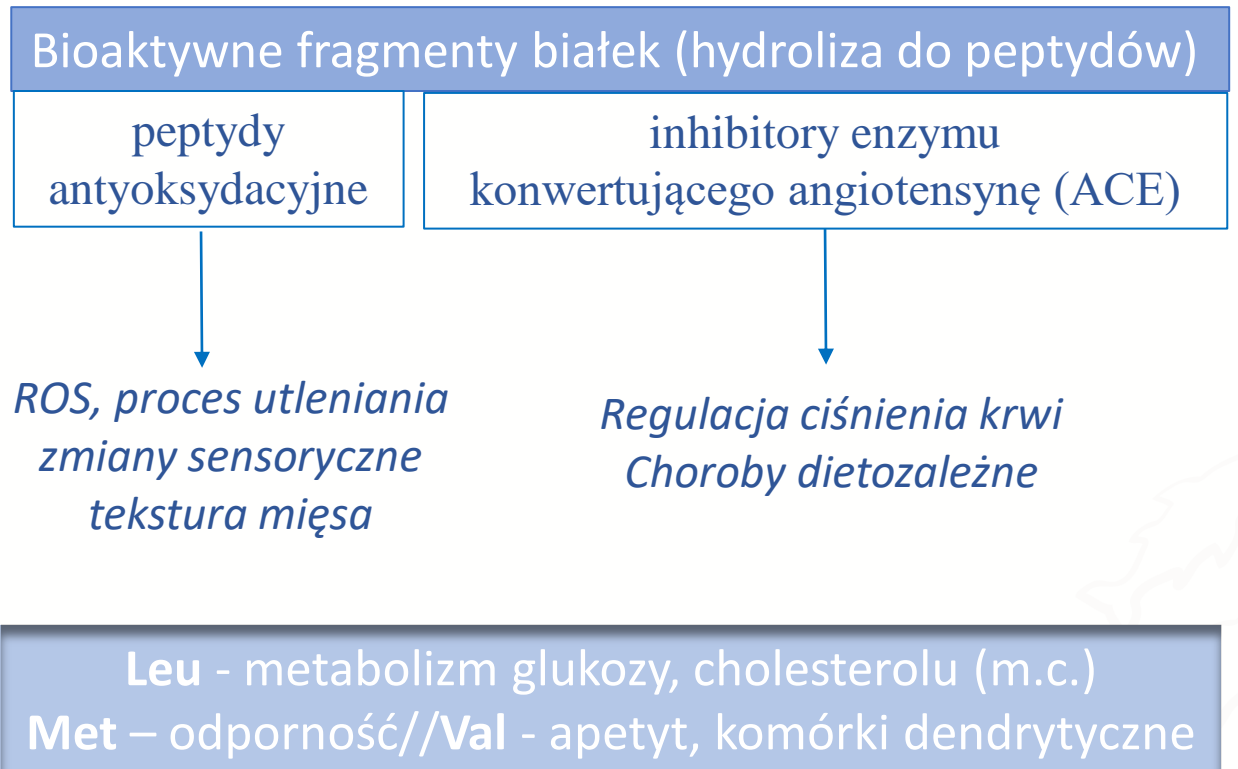 Bioaktywne fragmenty białek (hydroliza do peptydów)
peptydy
antyoksydacyjne
inhibitory enzymu
konwertującego angiotensynę (ACE)
ROS, proces utleniania
zmiany sensoryczne
tekstura mięsa
Regulacja ciśnienia krwi
Choroby dietozależne
Leu - metabolizm glukozy, cholesterolu (m.c.)
Met – odporność//Val - apetyt, komórki dendrytyczne